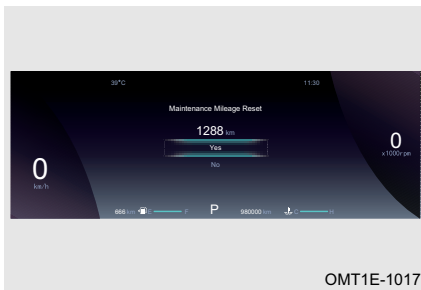 39°C 11:30
Maintenance Mileage Reset
1288 km
Yes
No
0
km/h
0
x1000rpm
666 km E F P 980000 km C H
OMT1E-1017